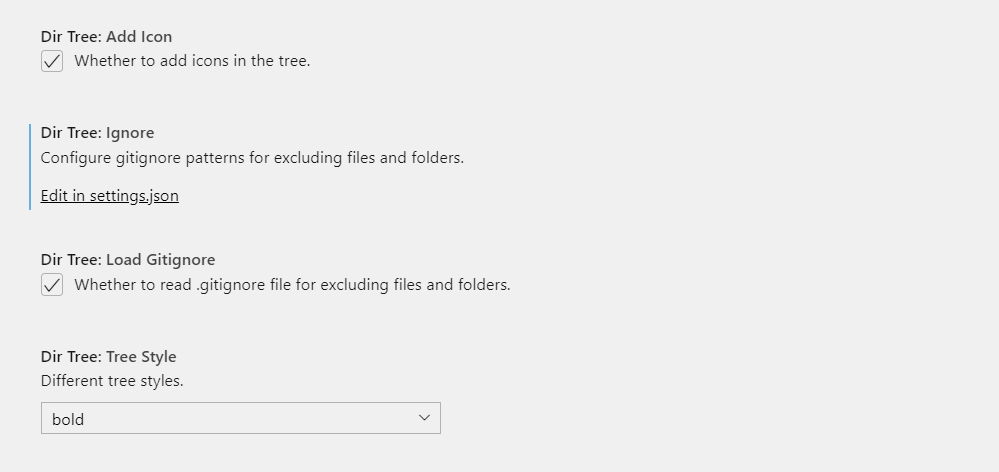 Dir Tree: Add Icon
Whether to add icons in the tree.
Dir Tree: Ignore
Configure gitignore patterns for excluding files and folders.
Edit in settings.json
Dir Tree: Load Gitignore
Whether to read .gitignore file for excluding files and folders.
Dir Tree: Tree Style
Different tree styles.
bold